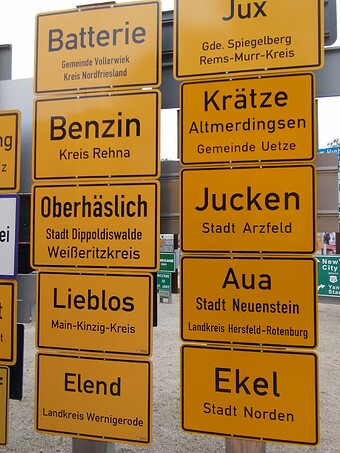 Batterie
Gemeinde Vollerwiek
Kreis Nordfriesland
Benzin
Kreis Rehna
Oberhäslich
Stadt Dippoldiswalde
Weißeritzkreis
Lieblos
Main-Kinzig-Kreis
Elend
Landkreis Wernigerode
Jux
Gde. Spiegelberg
Rems-Murr-Kreis
Krätze
Altmerdingsen
Gemeinde Uetze
Jucken
Stadt Arzfeld
Aua
Stadt Neuenstein
Landkreis Hersfeld-Rotenburg
Ekel
Stadt Norden